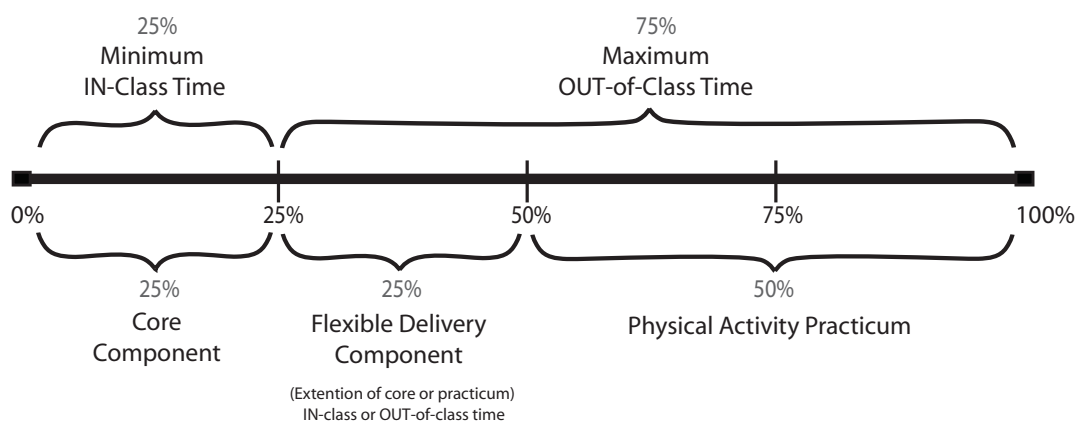 25%
Minimum
IN-Class Time
75%
Maximum
OUT-of-Class Time
0%
25%
50%
75%
100%
25%
Core
Component
25%
Flexible Delivery
Component
(Extention of core or practicum)
IN-class or OUT-of-class time
50%
Physical Activity Practicum